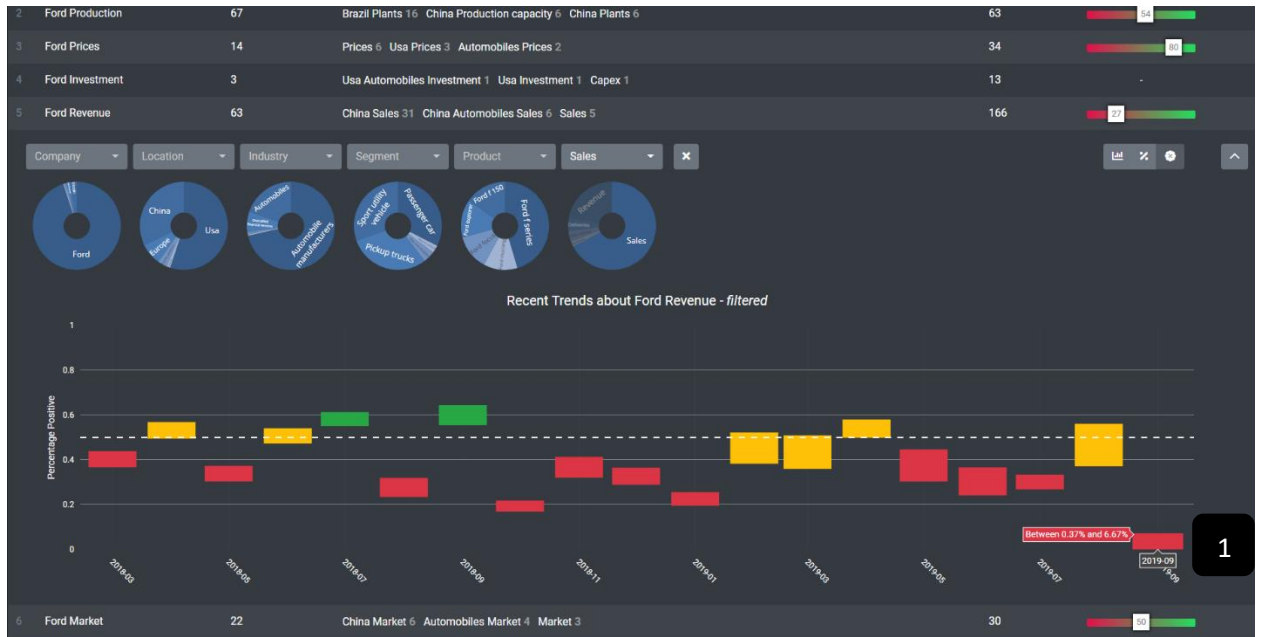 2 Ford Production 67 Brazil Plants 16 China Production capacity 6 China Plants 6 63 54
3 Ford Prices 14 Prices 6 Usa Prices 3 Automobiles Prices 2 34 80
4 Ford Investment 3 Usa Automobiles Investment 1 Usa Investment 1 Capex 1 13 -
5 Ford Revenue 63 China Sales 31 China Automobiles Sales 6 Sales 5 166 27
Company Location Industry Segment Product Sales
Ford
China
Usa
Europe
Automobiles
Automobile manufacturers
Sport utility vehicle
Passenger car
Pickup trucks
Ford f 150
Ford f series
Ford explorer
Ford focus
Revenue
Sales
Recent Trends about Ford Revenue - filtered
Percentage Positive
1
0.8
0.6
0.4
0.2
0
Between 0.37% and 6.67%
2019-09
1
2018-03 2018-05 2018-07 2018-09 2018-11 2019-01 2019-03 2019-05 2019-07 19-09
6 Ford Market 22 China Market 6 Automobiles Market 4 Market 3 30 50